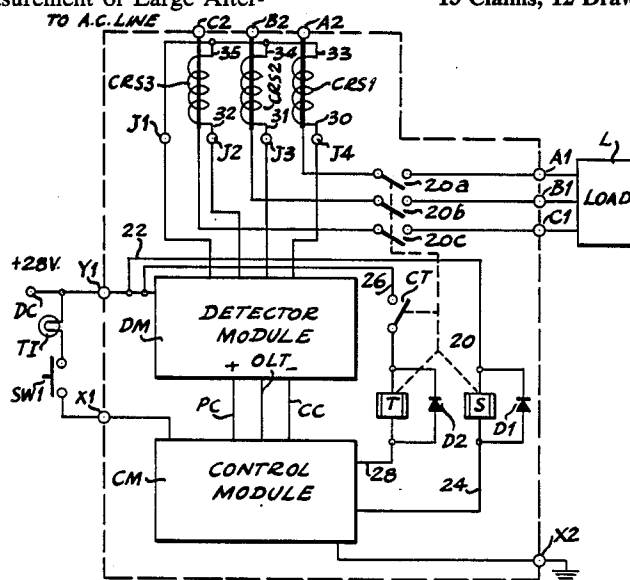 surement of Large Alter-
13 Claims, 12 Draw
TO A.C. LINE
C2 B2 A2
35 34 33
CRS3 CRS2 CRS1
32 31 30
J1 J2 J3 J4
L
A1
20a
LOAD
B1
20b
C1
20c
22
+28V. Y1
26 CT
DC
DETECTOR
MODULE
DM
TI
20
+ OLT -
SW1
X1
PC CC
T S
D2 D1
CM
CONTROL
MODULE
28
24
X2